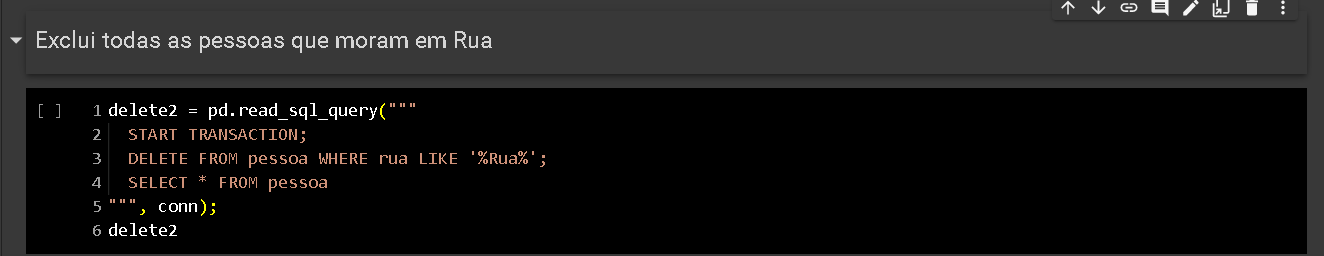 Exclui todas as pessoas que moram em Rua
[ ]
1 delete2 = pd.read_sql_query("""
2 START TRANSACTION;
3 DELETE FROM pessoa WHERE rua LIKE '%Rua%';
4 SELECT * FROM pessoa
5 """, conn);
6 delete2